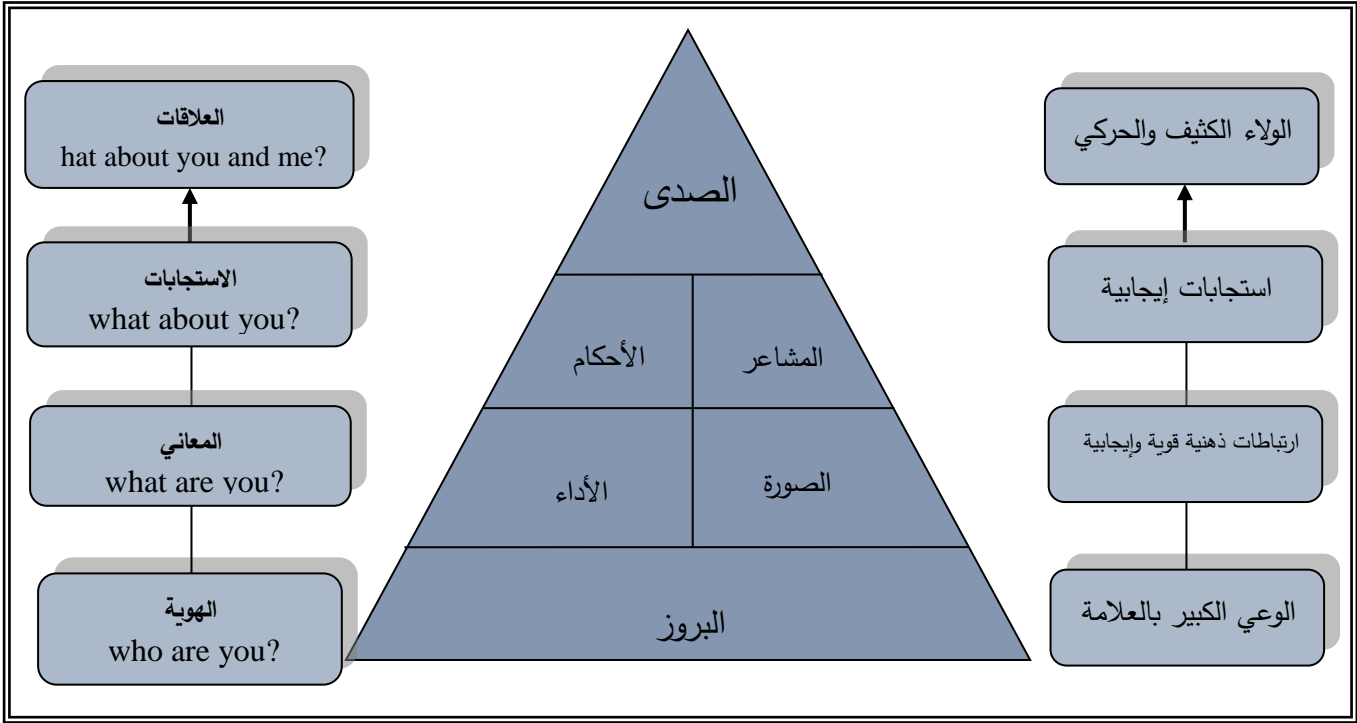 العلاقات
hat about you and me?
الاستجابات
what about you?
المعاني
what are you?
الهوية
who are you?
الصدى
المشاعر
الأحكام
الصورة
الأداء
البروز
الولاء الكثيف والحركي
استجابات إيجابية
ارتباطات ذهنية قوية وإيجابية
الوعي الكبير بالعلامة